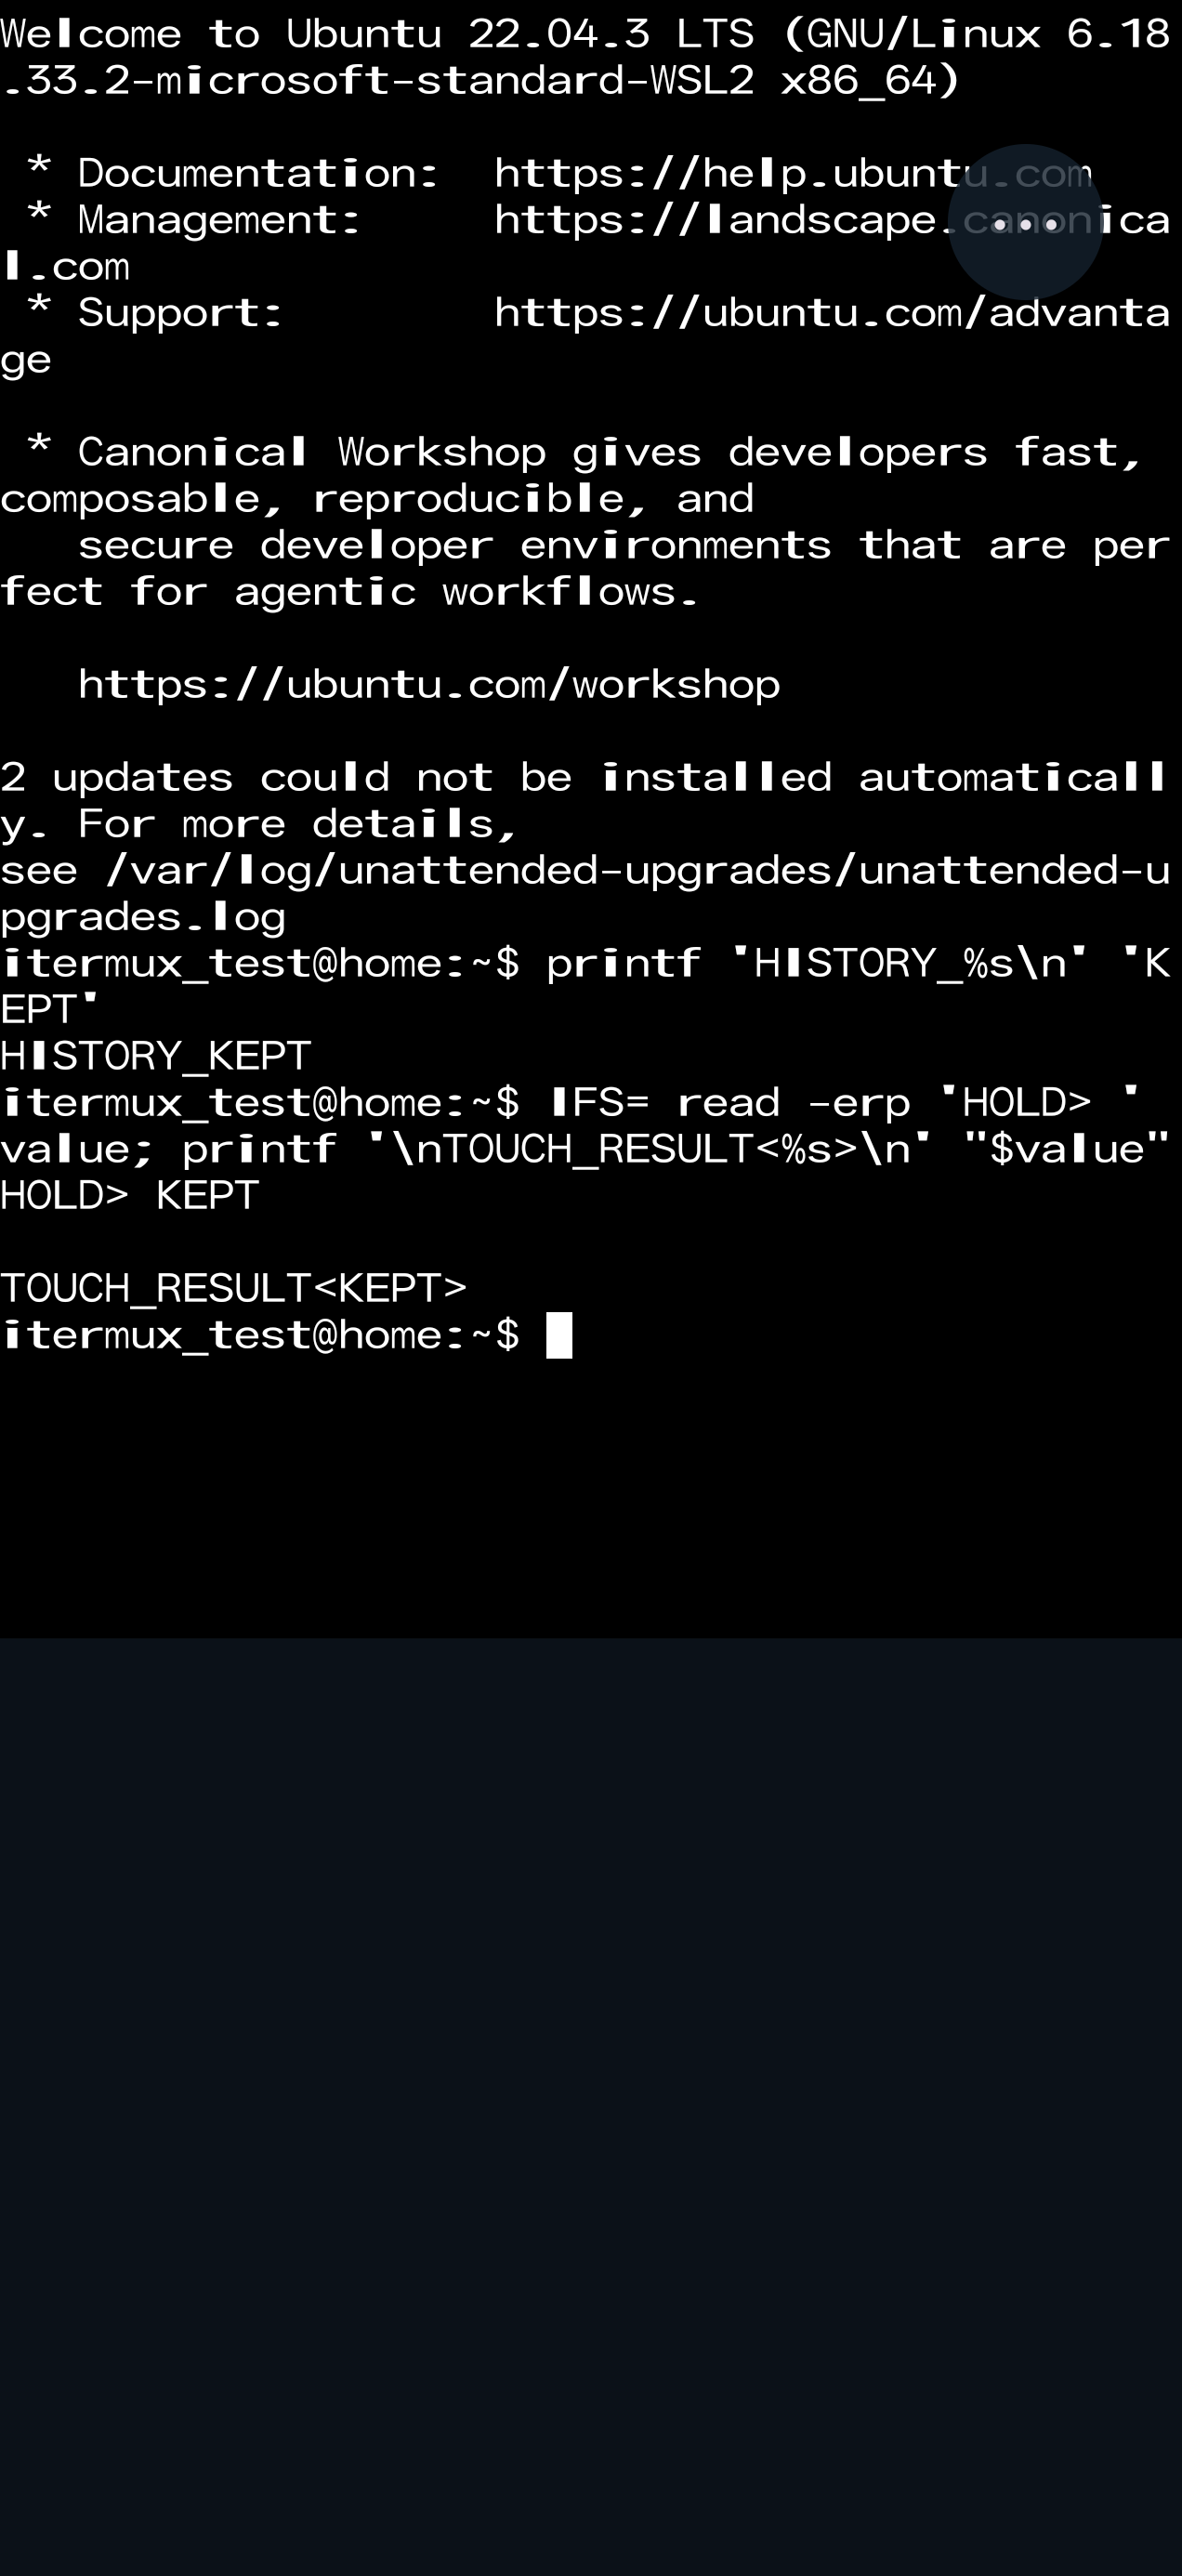 Welcome to Ubuntu 22.04.3 LTS (GNU/Linux 6.18
.33.2-microsoft-standard-WSL2 x86_64)
 * Documentation:  https://help.ubuntu.com
 * Management:     https://landscape.canonica
l.com
 * Support:        https://ubuntu.com/advanta
ge
 * Canonical Workshop gives developers fast,
composable, reproducible, and
   secure developer environments that are per
fect for agentic workflows.
   https://ubuntu.com/workshop
2 updates could not be installed automaticall
y. For more details,
see /var/log/unattended-upgrades/unattended-u
pgrades.log
itermux_test@home:~$ printf 'HISTORY_%s\n' 'K
EPT'
HISTORY_KEPT
itermux_test@home:~$ IFS= read -erp 'HOLD> '
value; printf '\nTOUCH_RESULT<%s>\n' "$value"
HOLD> KEPT
TOUCH_RESULT<KEPT>
itermux_test@home:~$